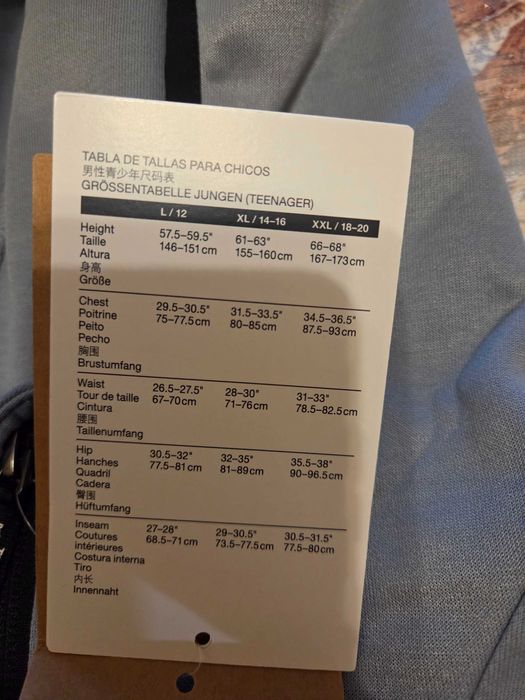 TABLA DE TALLAS PARA CHICOS
男性青少年尺码表
GRÖSSENTABELLE JUNGEN (TEENAGER)
L / 12 XL / 14–16 XXL / 18–20
Height 57.5–59.5" 61–63" 66–68"
Taille 146–151 cm 155–160 cm 167–173 cm
Altura
身高
Größe
Chest 29.5–30.5" 31.5–33.5" 34.5–36.5"
Poitrine 75–77.5 cm 80–85 cm 87.5–93 cm
Peito
Pecho
胸围
Brustumfang
Waist 26.5–27.5" 28–30" 31–33"
Tour de taille 67–70 cm 71–76 cm 78.5–82.5 cm
Cintura
腰围
Taillenumfang
Hip 30.5–32" 32–35" 35.5–38"
Hanches 77.5–81 cm 81–89 cm 90–96.5 cm
Quadril
Cadera
臀围
Hüftumfang
Inseam 27–28" 29–30.5" 30.5–31.5"
Coutures 68.5–71 cm 73.5–77.5 cm 77.5–80 cm
intérieures
Costura interna
Tiro
内长
Innennaht